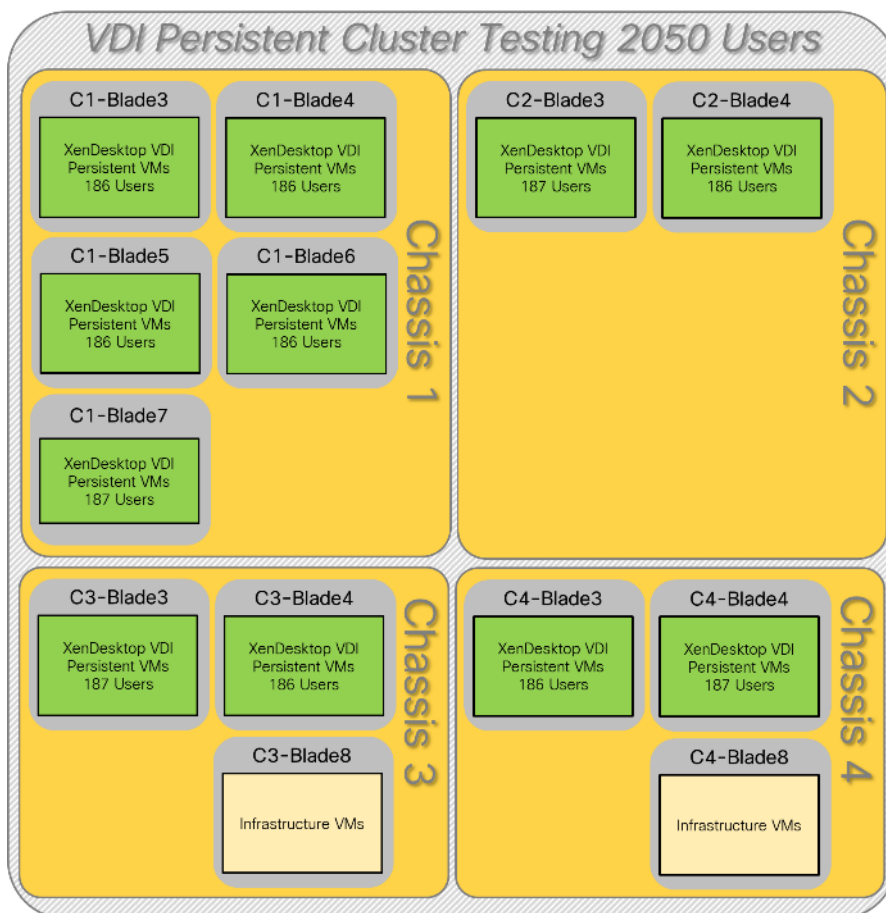 VDI Persistent Cluster Testing 2050 Users
C1-Blade3
XenDesktop VDI
Persistent VMs
186 Users
C1-Blade4
XenDesktop VDI
Persistent VMs
186 Users
C1-Blade5
XenDesktop VDI
Persistent VMs
186 Users
C1-Blade6
XenDesktop VDI
Persistent VMs
186 Users
C1-Blade7
XenDesktop VDI
Persistent VMs
187 Users
Chassis 1
C2-Blade3
XenDesktop VDI
Persistent VMs
187 Users
C2-Blade4
XenDesktop VDI
Persistent VMs
186 Users
Chassis 2
C3-Blade3
XenDesktop VDI
Persistent VMs
187 Users
C3-Blade4
XenDesktop VDI
Persistent VMs
186 Users
C3-Blade8
Infrastructure VMs
Chassis 3
C4-Blade3
XenDesktop VDI
Persistent VMs
186 Users
C4-Blade4
XenDesktop VDI
Persistent VMs
187 Users
C4-Blade8
Infrastructure VMs
Chassis 4